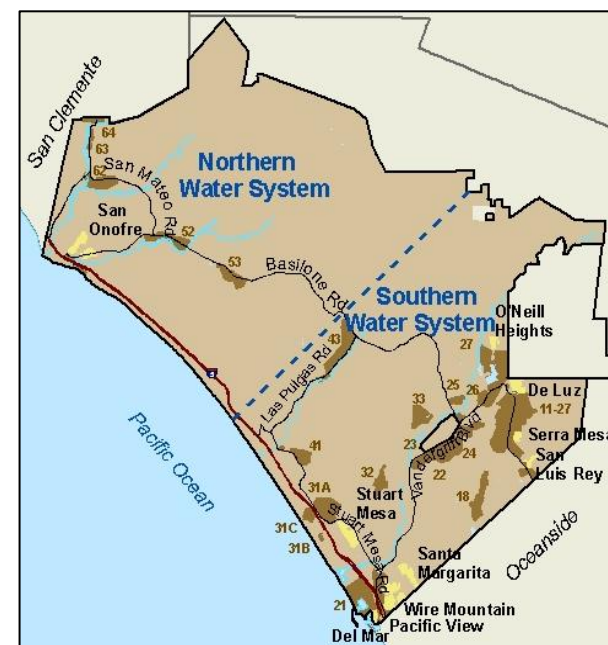 San Clemente
64
63
62
San Mateo Rd
Northern
Water System
San
Onofre
52
53
Basilone Rd
Southern
Water System
O'Neill
Heights
27
43
Las Pulgas Rd
5
De Luz
11-27
25
26
33
23
Vandergrift Blvd
24
Serra Mesa
San
Luis Rey
22
41
32
18
31A
Stuart
Mesa
Stuart Mesa Rd
31C
31B
Pacific Ocean
Oceanside
Santa
Margarita
21
Wire Mountain
Pacific View
Del Mar